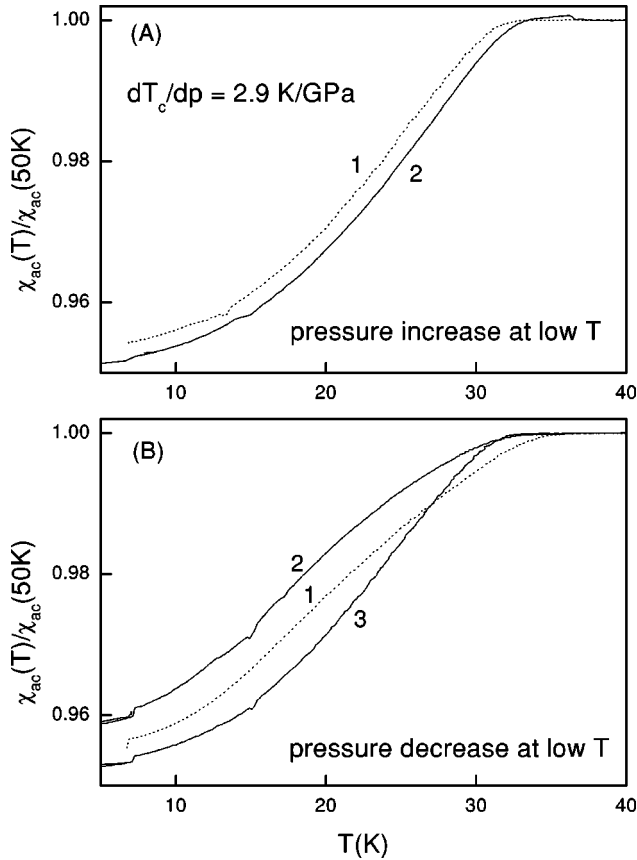 (A)
dTc/dp = 2.9 K/GPa
1
2
pressure increase at low T
χac(T)/χac(50K)
1.00
0.98
0.96
10
20
30
40
(B)
2
1
3
pressure decrease at low T
χac(T)/χac(50K)
1.00
0.98
0.96
10
20
30
40
T(K)